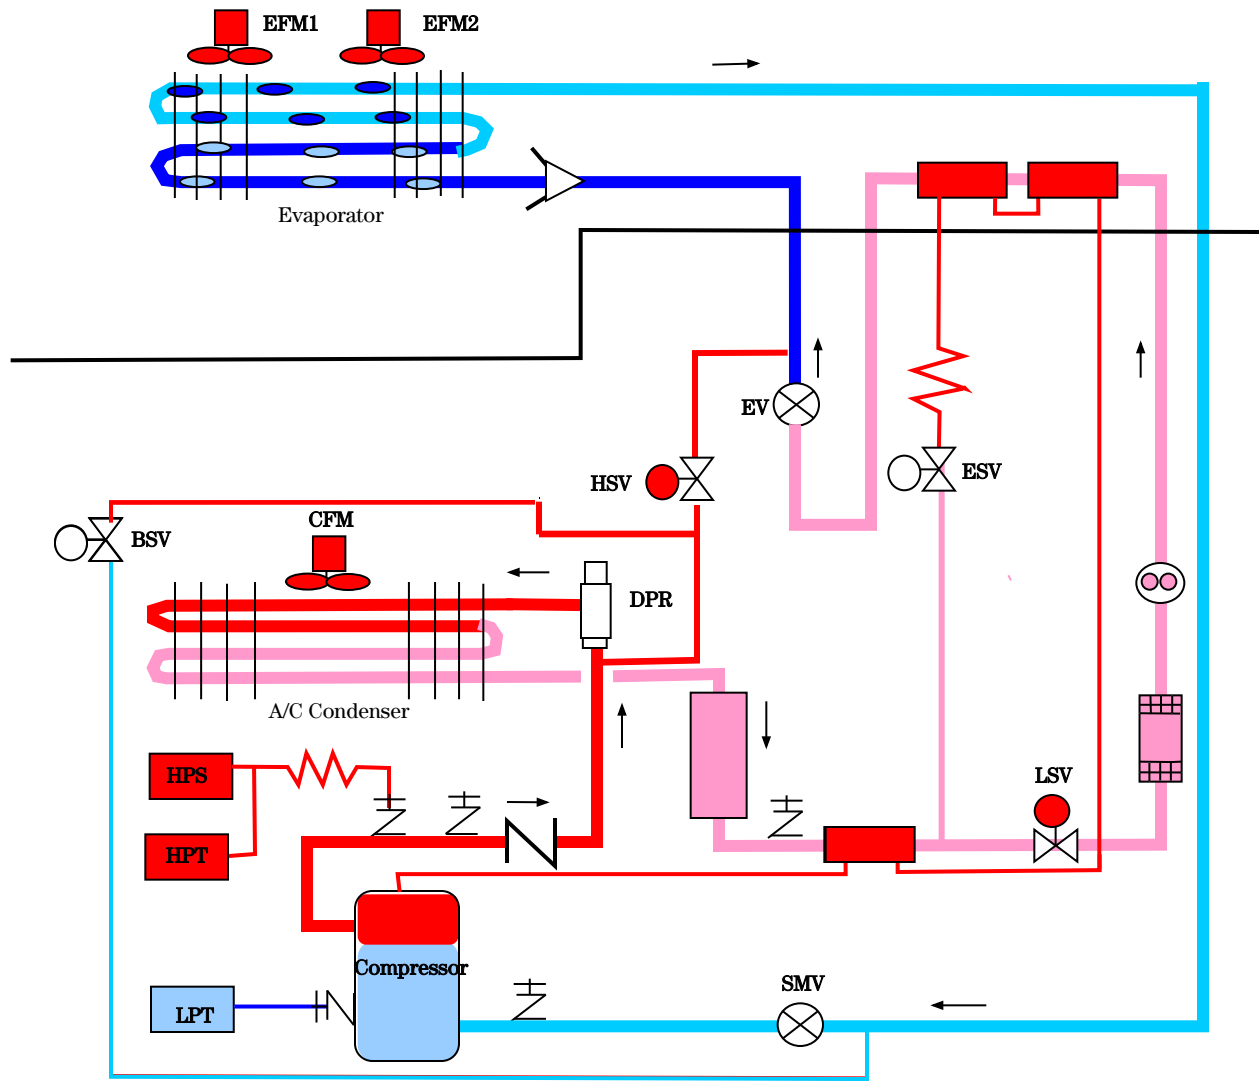 EFM1
EFM2
Evaporator
EV
HSV
ESV
BSV
CFM
DPR
A/C Condenser
HPS
LSV
HPT
Compressor
SMV
LPT